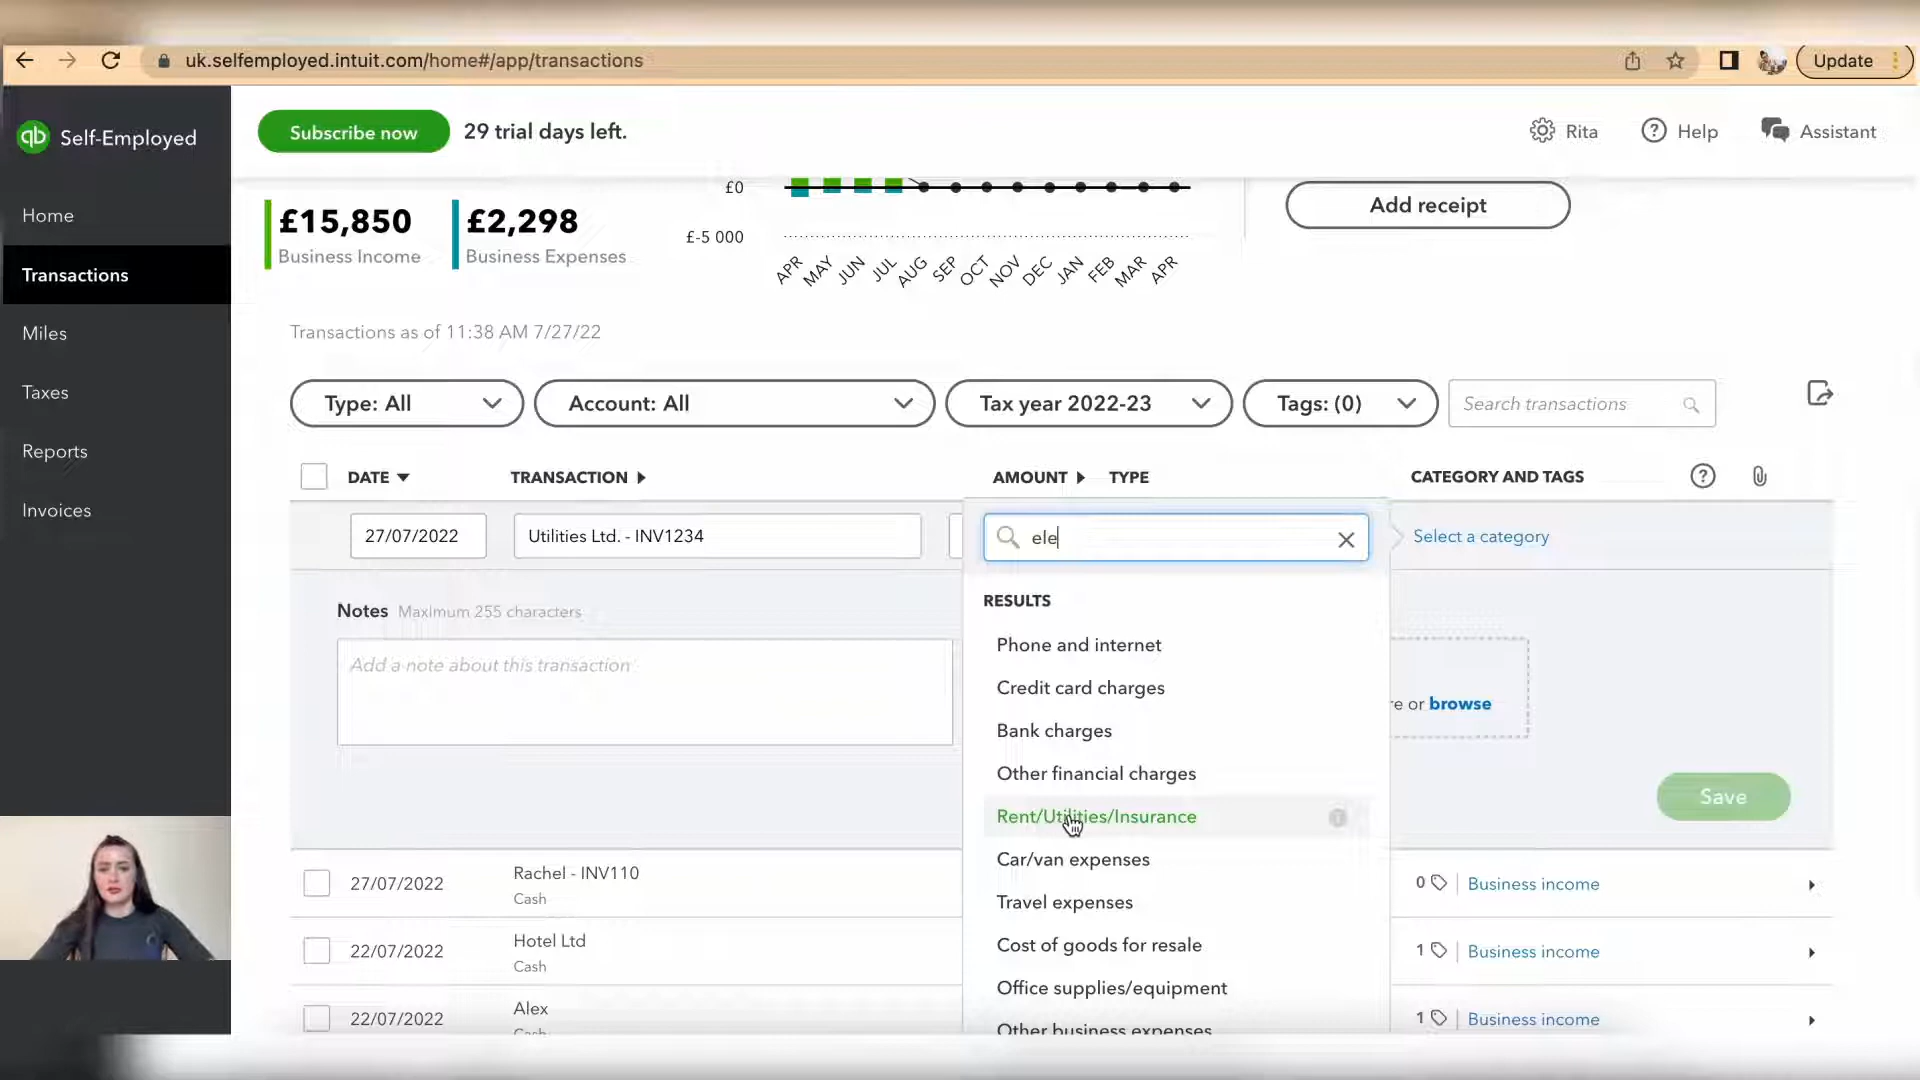 uk.selfemployed.intuit.com/home#/app/transactions
Update
qb Self-Employed
Subscribe now
29 trial days left.
Rita
Help
Assistant
Home
Transactions
Miles
Taxes
Reports
Invoices
£15,850
Business Income
£2,298
Business Expenses
£0
£-5 000
APR MAY JUN JUL AUG SEP OCT NOV DEC JAN FEB MAR APR
Add receipt
Transactions as of 11:38 AM 7/27/22
Type: All
Account: All
Tax year 2022-23
Tags: (0)
Search transactions
DATE
TRANSACTION
AMOUNT
TYPE
CATEGORY AND TAGS
27/07/2022
Utilities Ltd. - INV1234
ele
Select a category
Notes Maximum 255 characters
Add a note about this transaction
RESULTS
Phone and internet
Credit card charges
Bank charges
Other financial charges
Rent/Utilities/Insurance
Car/van expenses
Travel expenses
Cost of goods for resale
Office supplies/equipment
Other business expenses
re or browse
Save
27/07/2022
Rachel - INV110
Cash
0
Business income
22/07/2022
Hotel Ltd
Cash
1
Business income
22/07/2022
Alex
Cash
1
Business income